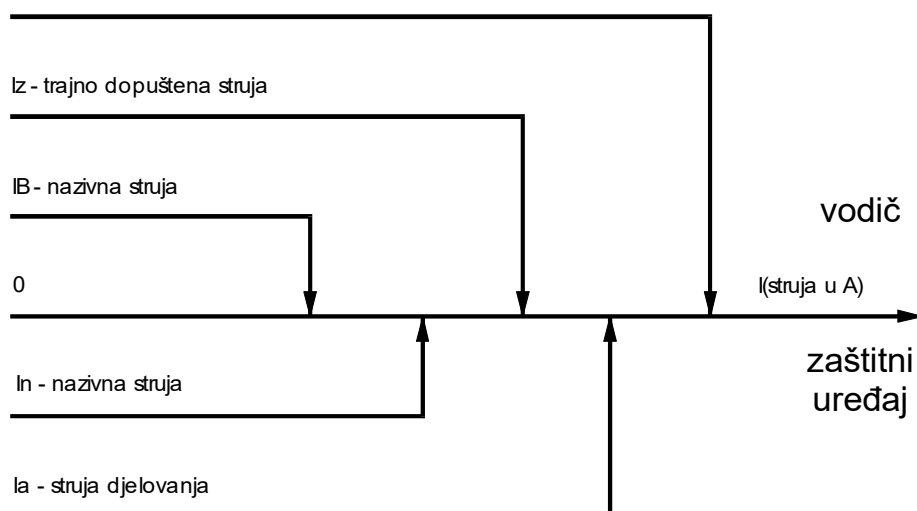 Iz - trajno dopuštena struja
IB - nazivna struja
vodič
0
I(struja u A)
zaštitni
uređaj
In - nazivna struja
Ia - struja djelovanja